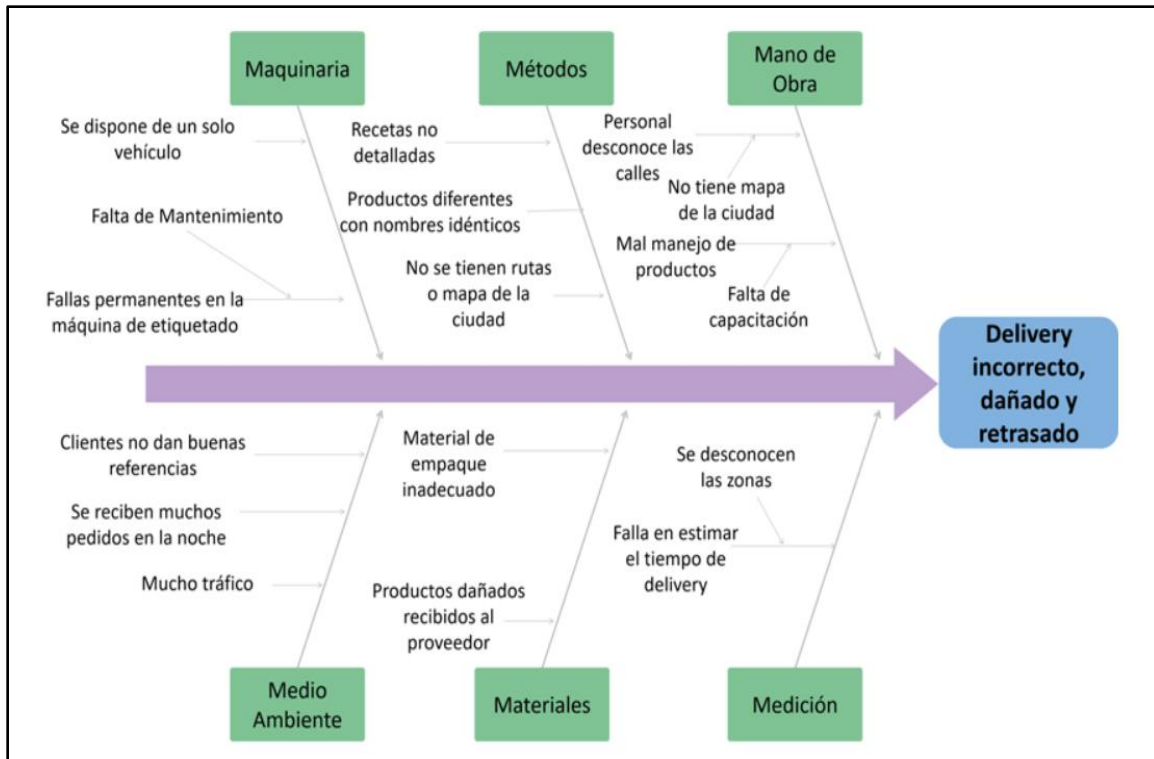 Maquinaria
Métodos
Mano de
Obra
Se dispone de un solo
vehículo
Falta de Mantenimiento
Fallas permanentes en la
máquina de etiquetado
Recetas no
detalladas
Productos diferentes
con nombres idénticos
No se tienen rutas
o mapa de la
ciudad
Personal
desconoce las
calles
No tiene mapa
de la ciudad
Mal manejo de
productos
Falta de
capacitación
Delivery
incorrecto,
dañado y
retrasado
Clientes no dan buenas
referencias
Se reciben muchos
pedidos en la noche
Mucho tráfico
Material de
empaque
inadecuado
Productos dañados
recibidos al
proveedor
Se desconocen
las zonas
Falla en estimar
el tiempo de
delivery
Medio
Ambiente
Materiales
Medición